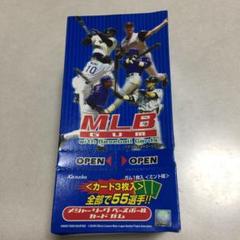 10
MLB
GUM
with Baseball Cards
OPEN OPEN
Kanebo
ガム1枚入 <ミント味>
<カード3枚入>
全部で55選手!!
メジャーリーグ ベースボール
カード ガム